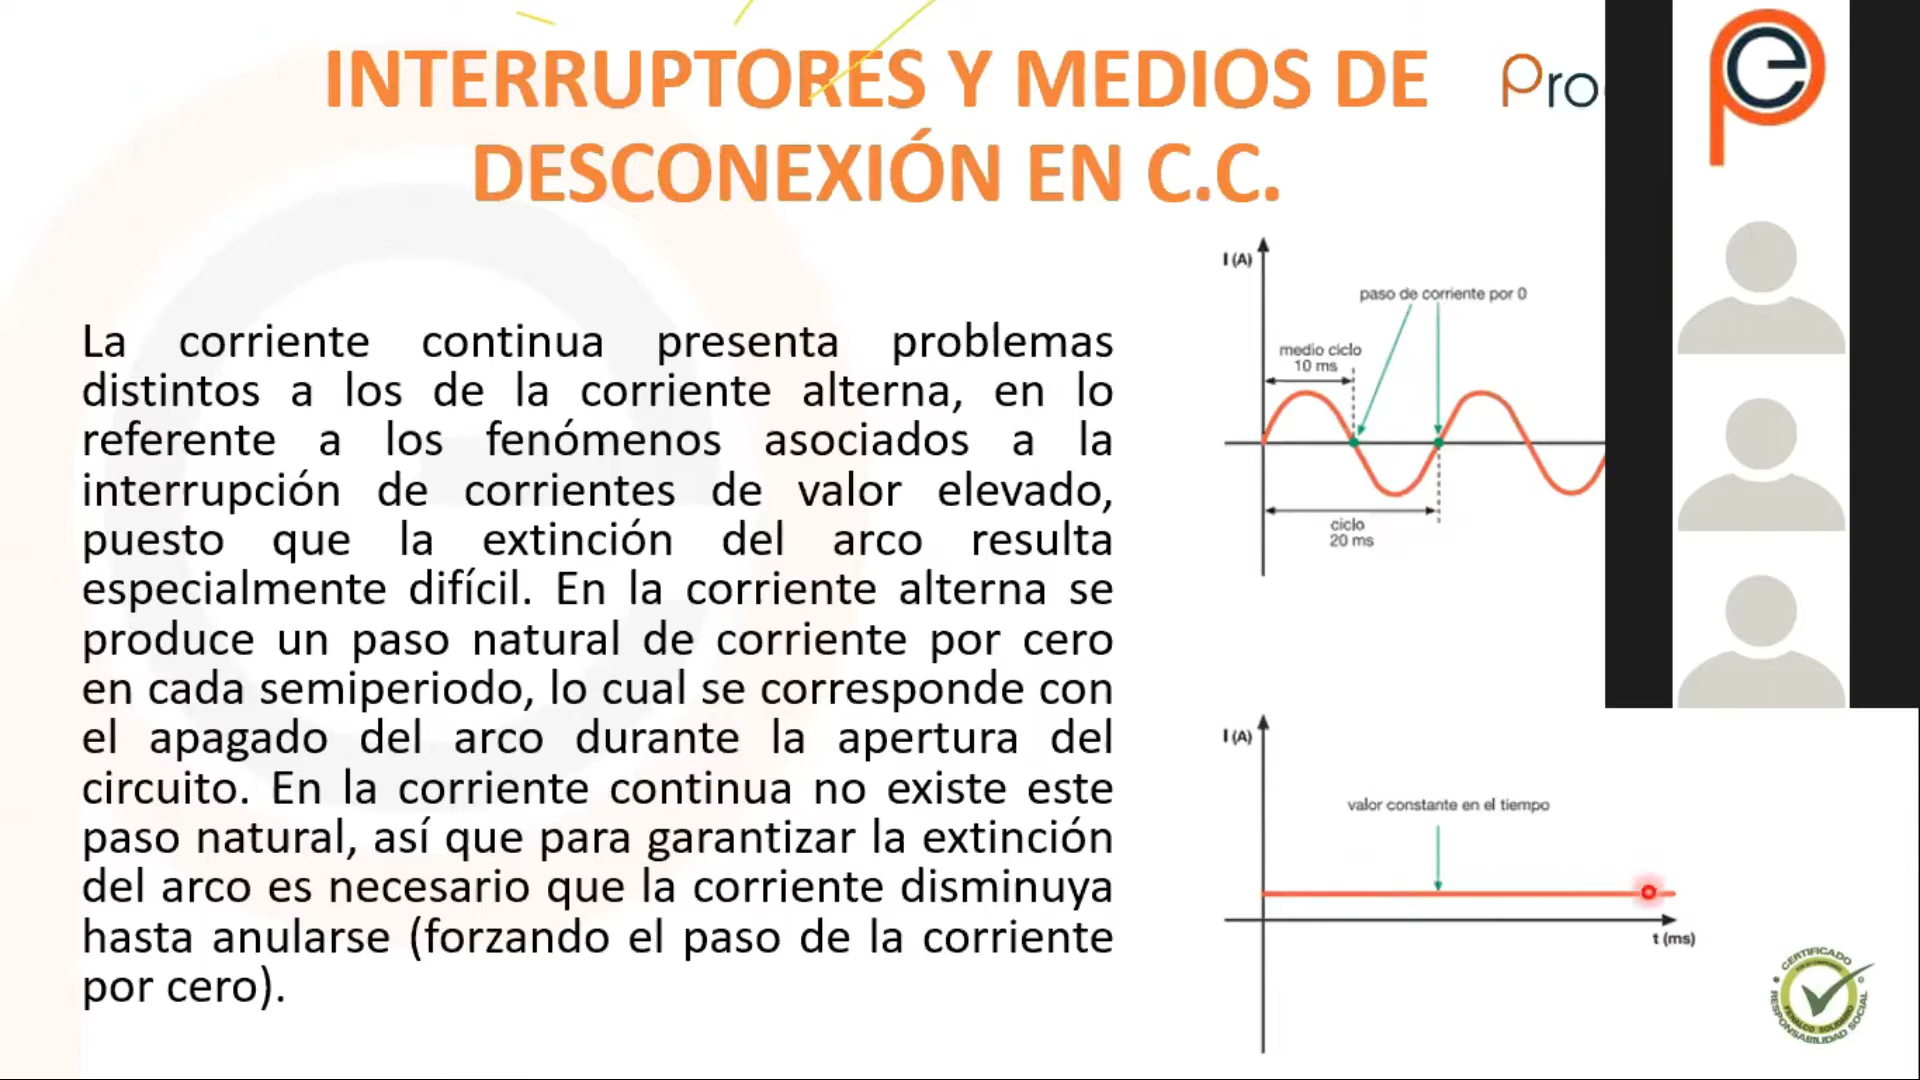 INTERRUPTORES Y MEDIOS DE
DESCONEXIÓN EN C.C.
Pro
La corriente continua presenta problemas
distintos a los de la corriente alterna, en lo
referente a los fenómenos asociados a la
interrupción de corrientes de valor elevado,
puesto que la extinción del arco resulta
especialmente difícil. En la corriente alterna se
produce un paso natural de corriente por cero
en cada semiperiodo, lo cual se corresponde con
el apagado del arco durante la apertura del
circuito. En la corriente continua no existe este
paso natural, así que para garantizar la extinción
del arco es necesario que la corriente disminuya
hasta anularse (forzando el paso de la corriente
por cero).
I (A)
paso de corriente por 0
medio ciclo
10 ms
ciclo
20 ms
I (A)
valor constante en el tiempo
t (ms)
CERTIFICADO
FENALCO SOLIDARIO
RESPONSABILIDAD SOCIAL